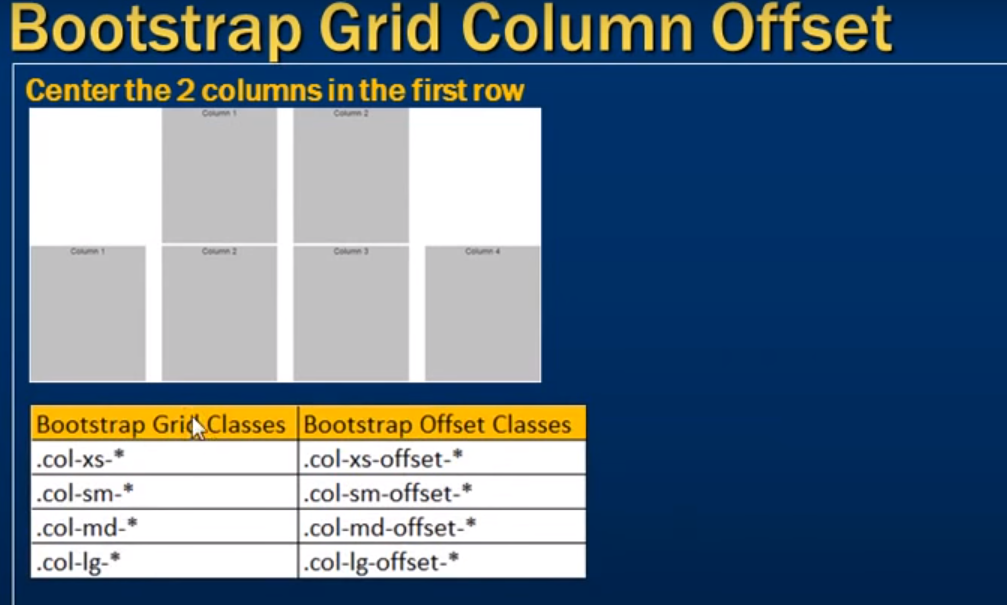 Bootstrap Grid Column Offset
Center the 2 columns in the first row
Column 1 Column 2
Column 1 Column 2 Column 3 Column 4
Bootstrap Grid Classes Bootstrap Offset Classes
.col-xs-* .col-xs-offset-*
.col-sm-* .col-sm-offset-*
.col-md-* .col-md-offset-*
.col-lg-* .col-lg-offset-*